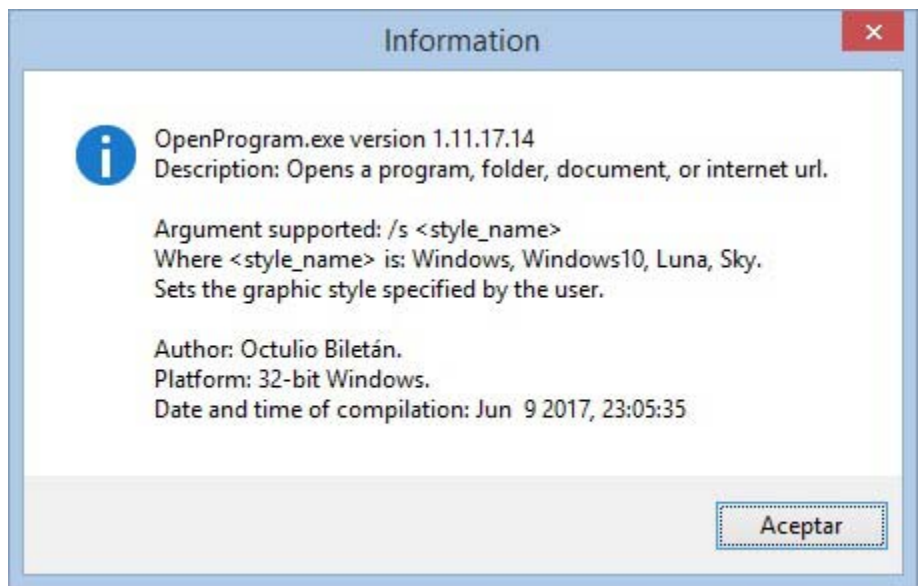 Information
OpenProgram.exe version 1.11.17.14
Description: Opens a program, folder, document, or internet url.
Argument supported: /s <style_name>
Where <style_name> is: Windows, Windows10, Luna, Sky.
Sets the graphic style specified by the user.
Author: Octulio Biletán.
Platform: 32-bit Windows.
Date and time of compilation: Jun  9 2017, 23:05:35
Aceptar